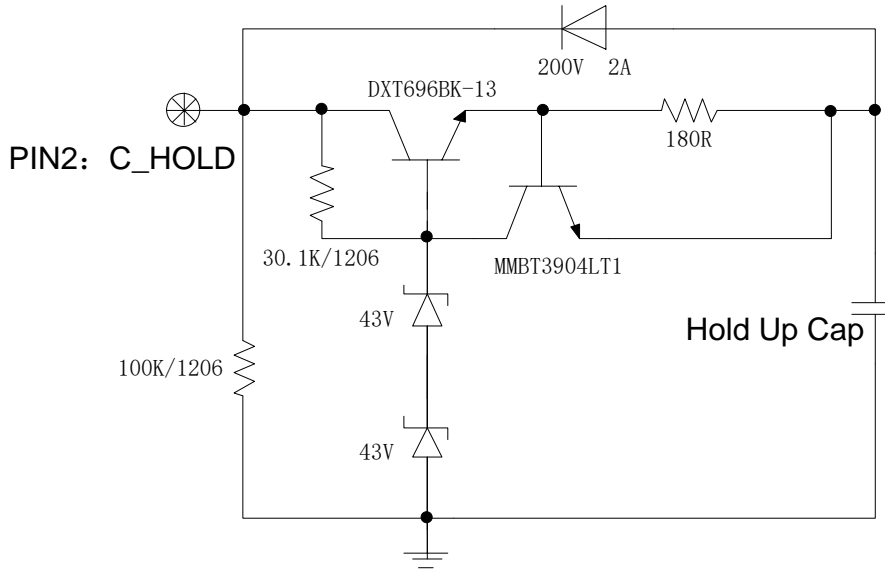 200V 2A
DXT696BK-13
180R
PIN2：C_HOLD
30.1K/1206
MMBT3904LT1
43V
Hold Up Cap
100K/1206
43V